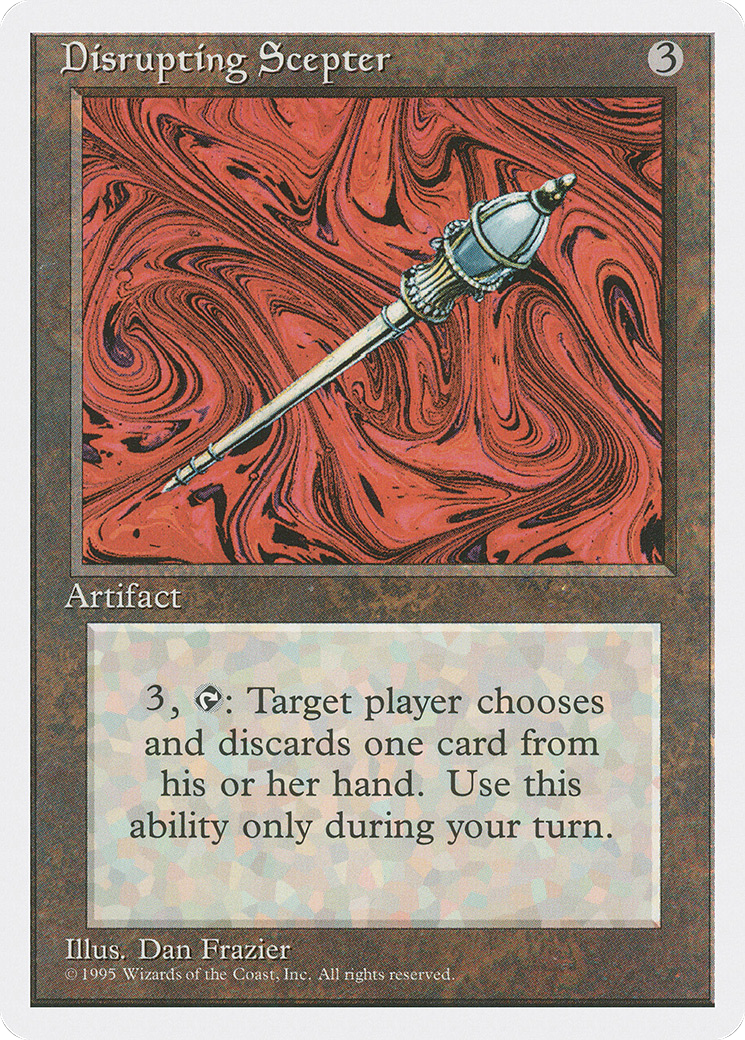 Disrupting Scepter 3
Artifact
3, : Target player chooses
and discards one card from
his or her hand. Use this
ability only during your turn.
Illus. Dan Frazier
© 1995 Wizards of the Coast, Inc. All rights reserved.